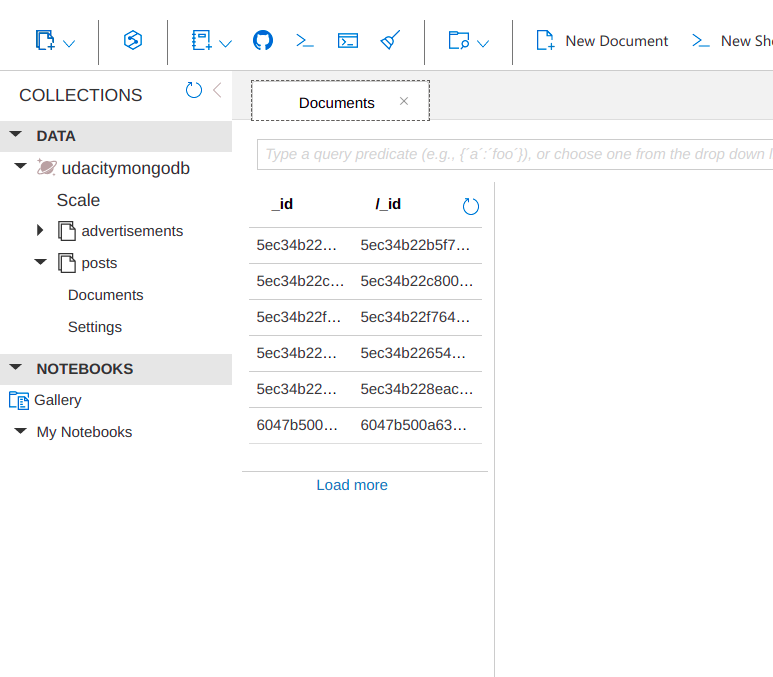 New Document
New Sh
COLLECTIONS
DATA
udacitymongodb
Scale
advertisements
posts
Documents
Settings
NOTEBOOKS
Gallery
My Notebooks
Documents
Type a query predicate (e.g., {´a´:´foo´}), or choose one from the drop down l
_id /_id
5ec34b22... 5ec34b22b5f7...
5ec34b22c... 5ec34b22c800...
5ec34b22f... 5ec34b22f764...
5ec34b22... 5ec34b22654...
5ec34b22... 5ec34b228eac...
6047b500... 6047b500a63...
Load more